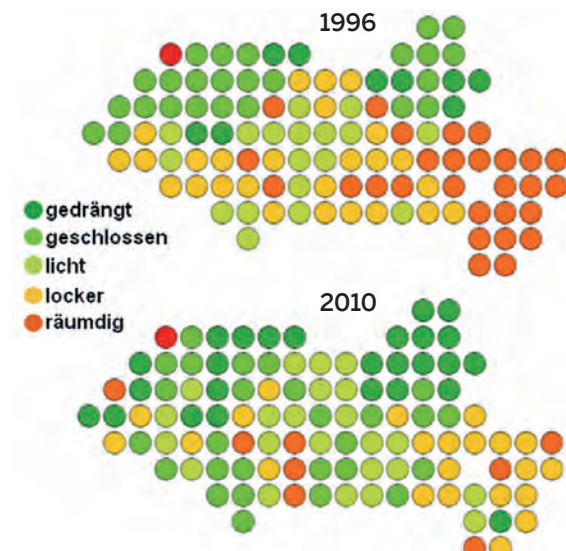 1996
gedrängt
geschlossen
licht
locker
räumdig
2010